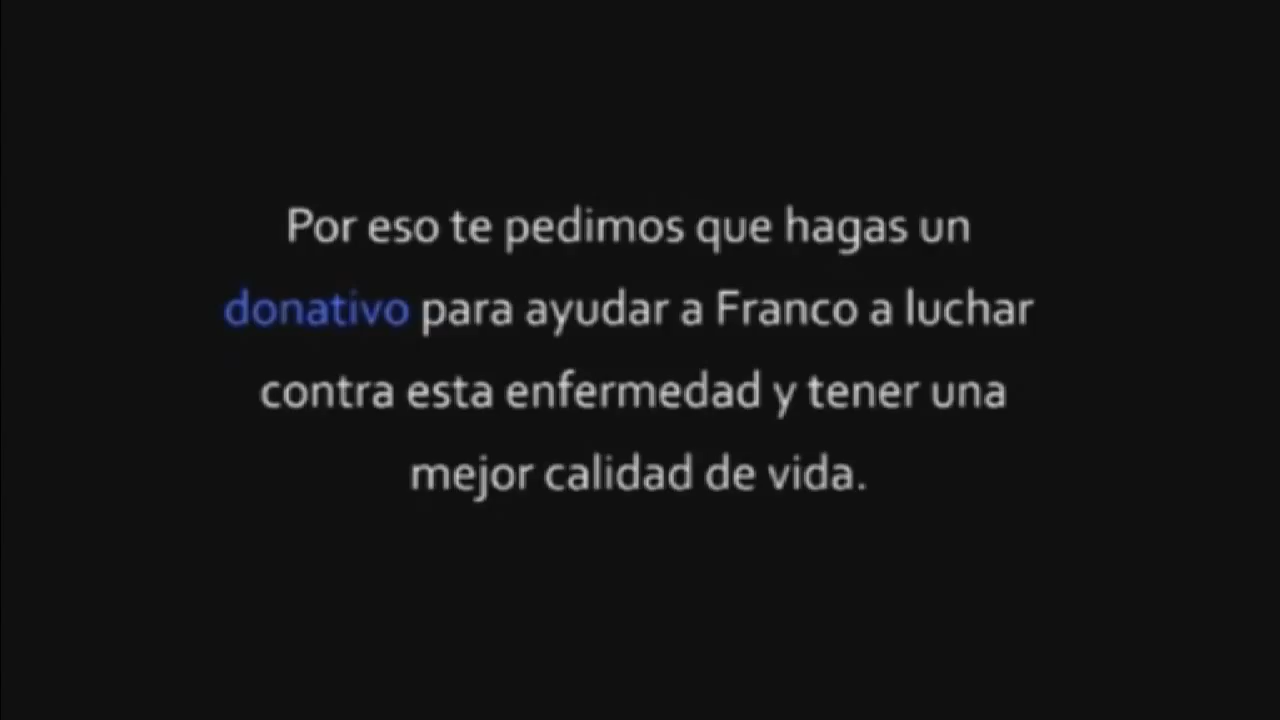 Por eso te pedimos que hagas un
donativo para ayudar a Franco a luchar
contra esta enfermedad y tener una
mejor calidad de vida.